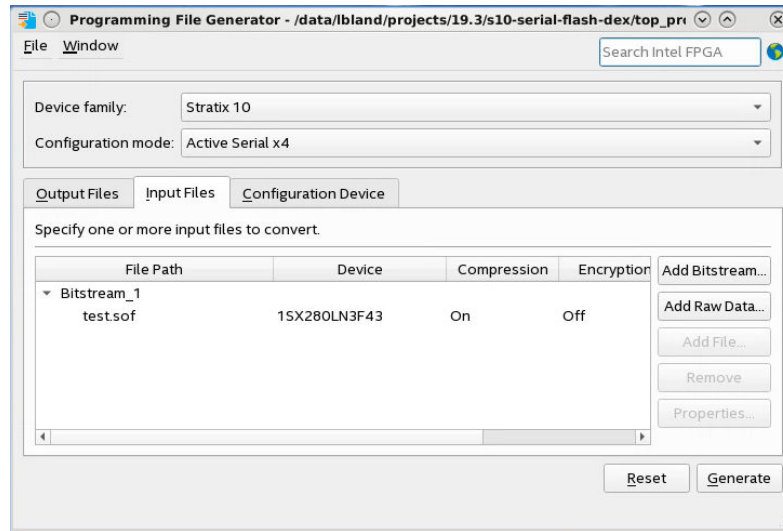 Programming File Generator - /data/lbland/projects/19.3/s10-serial-flash-dex/top_pr
File Window
Search Intel FPGA
Device family: Stratix 10
Configuration mode: Active Serial x4
Output Files Input Files Configuration Device
Specify one or more input files to convert.
File Path Device Compression Encryption Add Bitstream...
Bitstream_1
Add Raw Data...
test.sof 1SX280LN3F43 On Off
Add File...
Remove
Properties...
Reset Generate